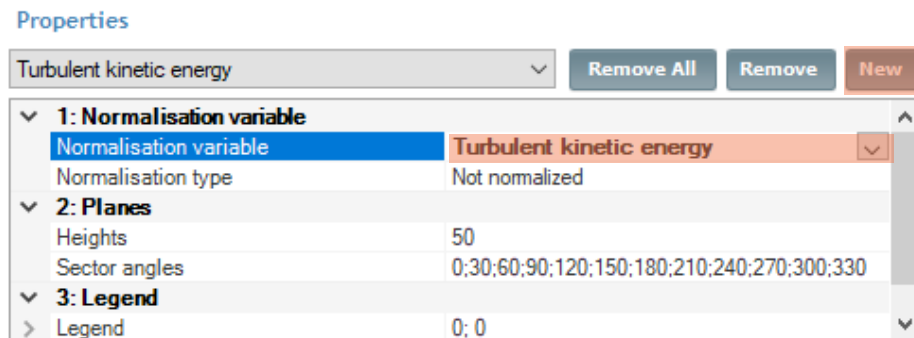 Properties
Turbulent kinetic energy Remove All Remove New
1: Normalisation variable
Normalisation variable Turbulent kinetic energy
Normalisation type Not normalized
2: Planes
Heights 50
Sector angles 0;30;60;90;120;150;180;210;240;270;300;330
3: Legend
Legend 0; 0